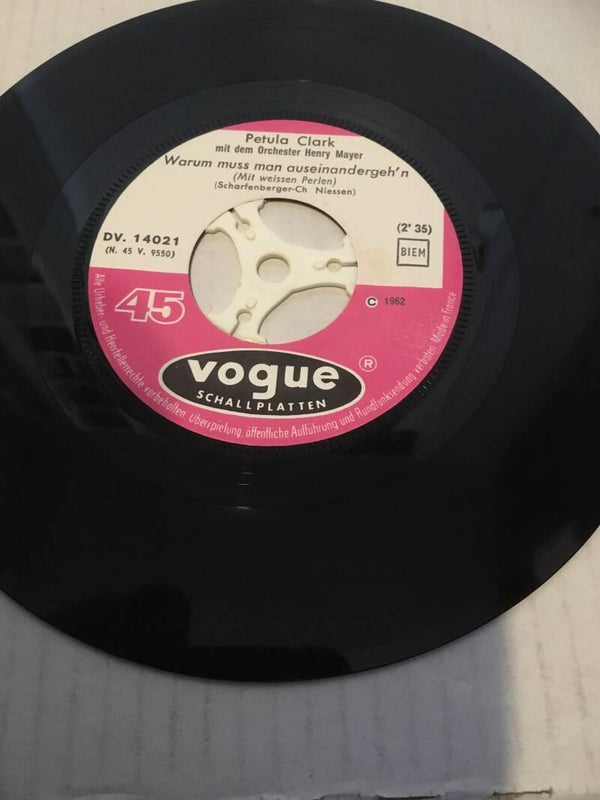 Petula Clark
mit dem Orchester Henry Mayer
Warum muss man auseinandergeh'n
(Mit weissen Perlen)
(Scharfenberger-Ch Niessen)
DV. 14021
(N. 45 V. 9550)
(2' 35)
BIEM
45
© 1962
vogue ®
SCHALLPLATTEN
Alle Urheber- und Herstellerrechte vorbehalten. Überspielung, öffentliche Aufführung und Rundfunksendung verboten. Made in France